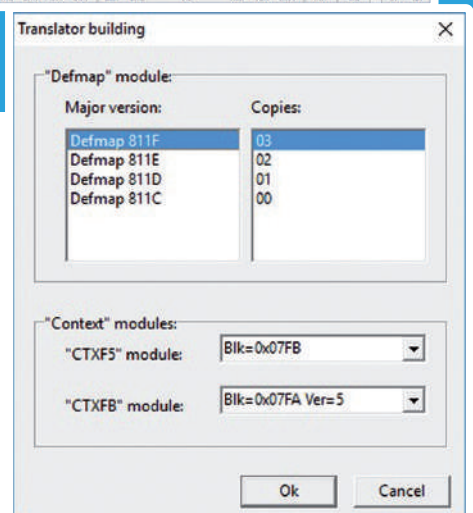 Translator building
"Defmap" module:
Major version: Copies:
Defmap 811F 03
Defmap 811E 02
Defmap 811D 01
Defmap 811C 00
"Context" modules:
"CTXF5" module: Blk=0x07FB
"CTXFB" module: Blk=0x07FA Ver=5
Ok Cancel